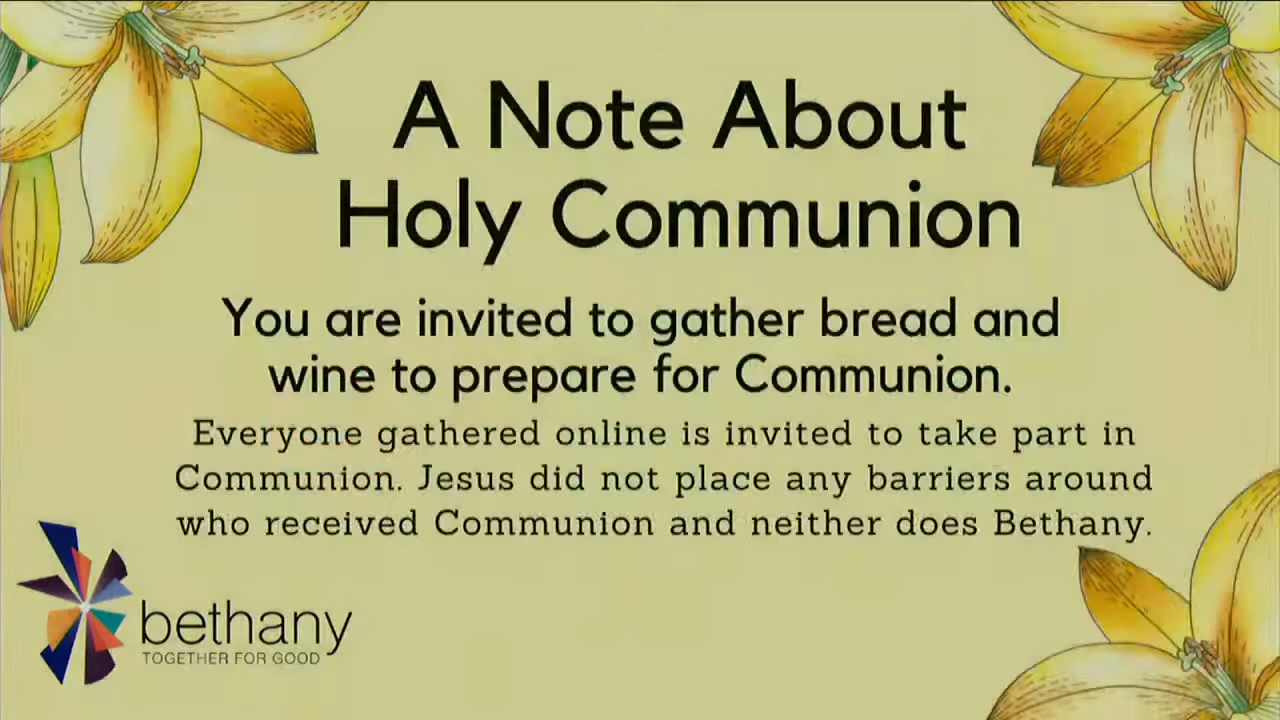 A Note About
Holy Communion
You are invited to gather bread and
wine to prepare for Communion.
Everyone gathered online is invited to take part in
Communion. Jesus did not place any barriers around
who received Communion and neither does Bethany.
bethany
TOGETHER FOR GOOD